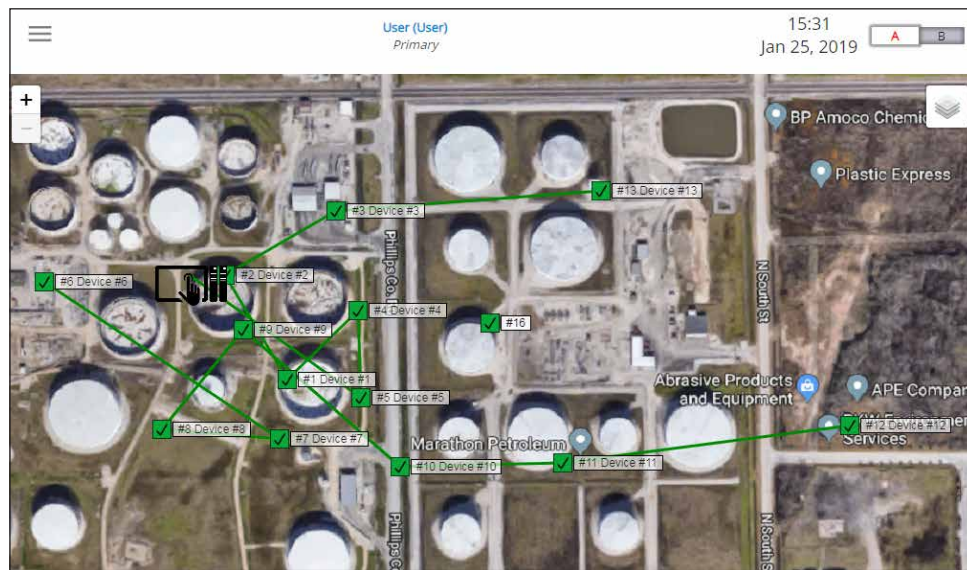 User (User)
Primary
15:31
Jan 25, 2019
A
B
+
-
BP Amoco Chemic
Plastic Express
#13 Device #13
#3 Device #3
Phillips Co
#2 Device #2
#6 Device #6
N South St
#4 Device #4
#16
#9 Device #9
#1 Device #1
Abrasive Products
and Equipment
APE Compar
#5 Device #5
#8 Device #8
#7 Device #7
Marathon Petroleum
#12 Device #12
Services
#10 Device #10
#11 Device #11
Phillips Co
N South S